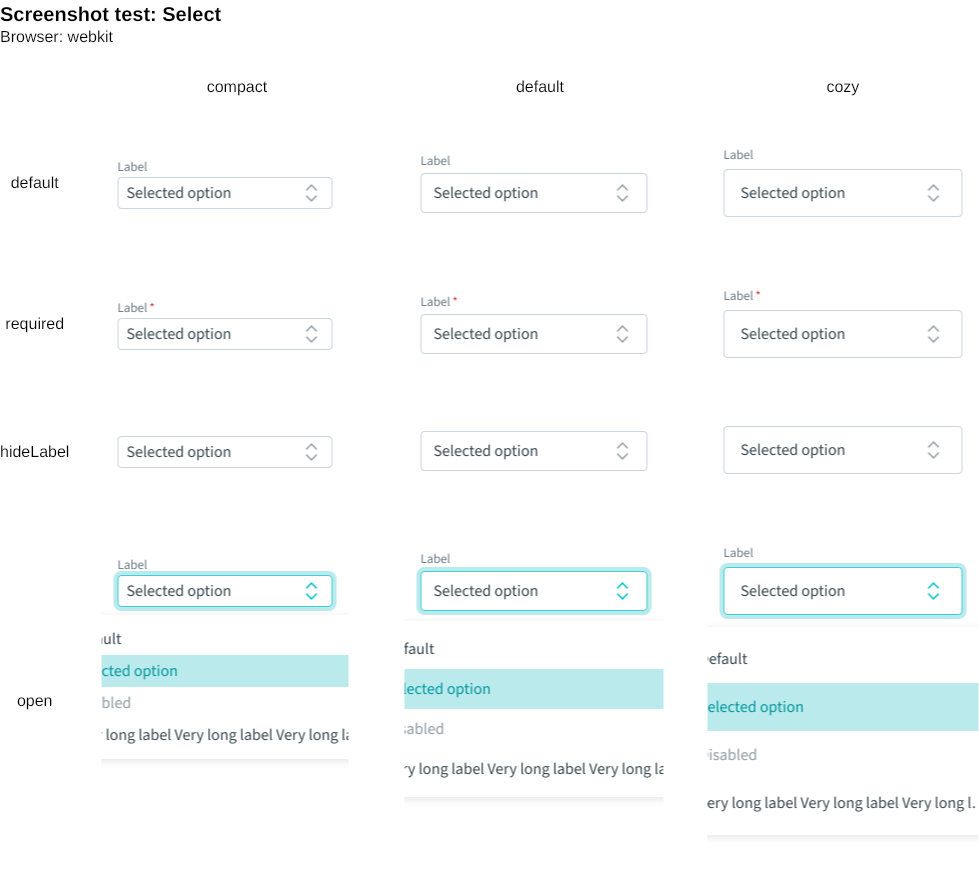 Screenshot test: Select
Browser: webkit
compact default cozy
default
Label Label Label
Selected option Selected option Selected option
required
Label * Label * Label *
Selected option Selected option Selected option
hideLabel
Selected option Selected option Selected option
open
Label Label Label
Selected option Selected option Selected option
ult fault efault
cted option lected option elected option
bled abled isabled
long label Very long label Very long la ry long label Very long label Very long la ery long label Very long label Very long l.